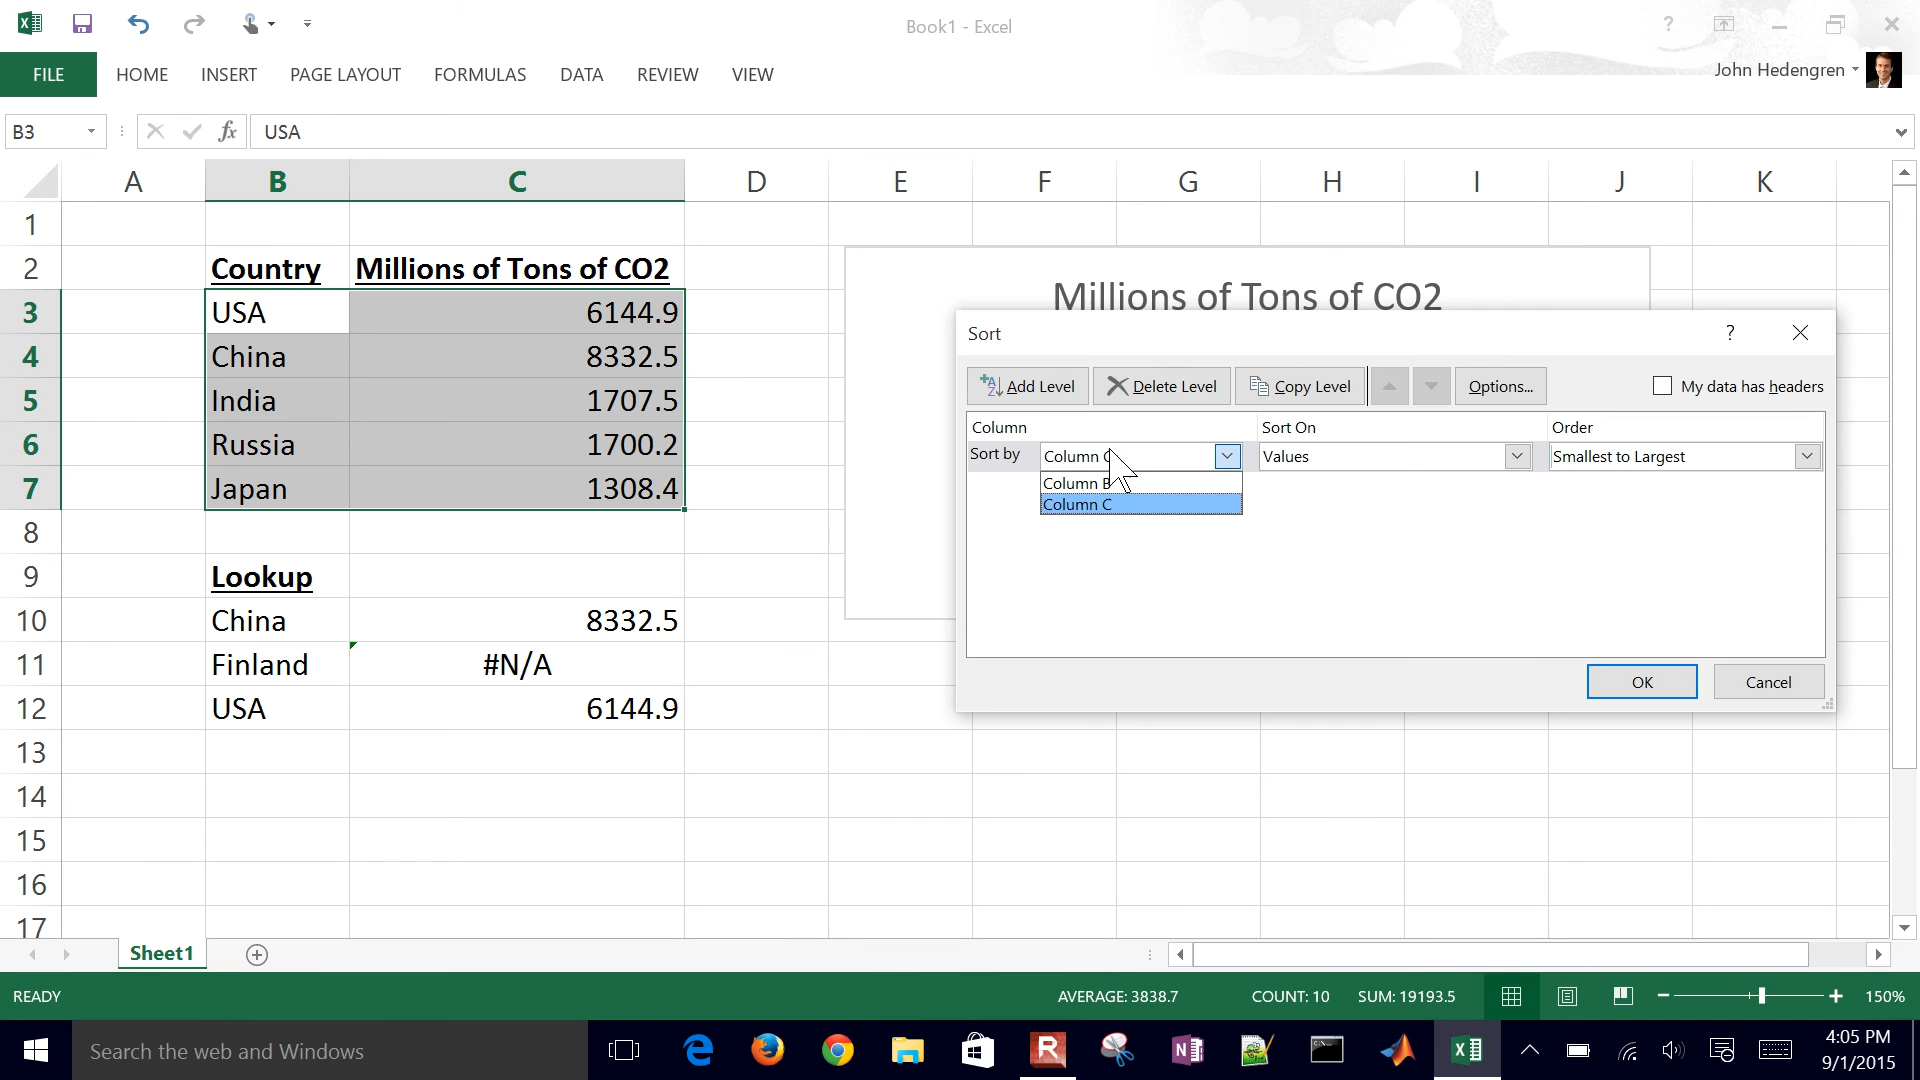 Book1 - Excel
?
FILE HOME INSERT PAGE LAYOUT FORMULAS DATA REVIEW VIEW
John Hedengren
B3 fx USA
A B C D E F G H I J K
1
2 Country Millions of Tons of CO2
3 USA 6144.9
4 China 8332.5
5 India 1707.5
6 Russia 1700.2
7 Japan 1308.4
8
9 Lookup
10 China 8332.5
11 Finland #N/A
12 USA 6144.9
13
14
15
16
17
Millions of Tons of CO2
Sort ?
Add Level Delete Level Copy Level Options... My data has headers
Column Sort On Order
Sort by Column C Values Smallest to Largest
Column B
Column C
OK Cancel
Sheet1
READY AVERAGE: 3838.7 COUNT: 10 SUM: 19193.5 150%
Search the web and Windows
4:05 PM
9/1/2015